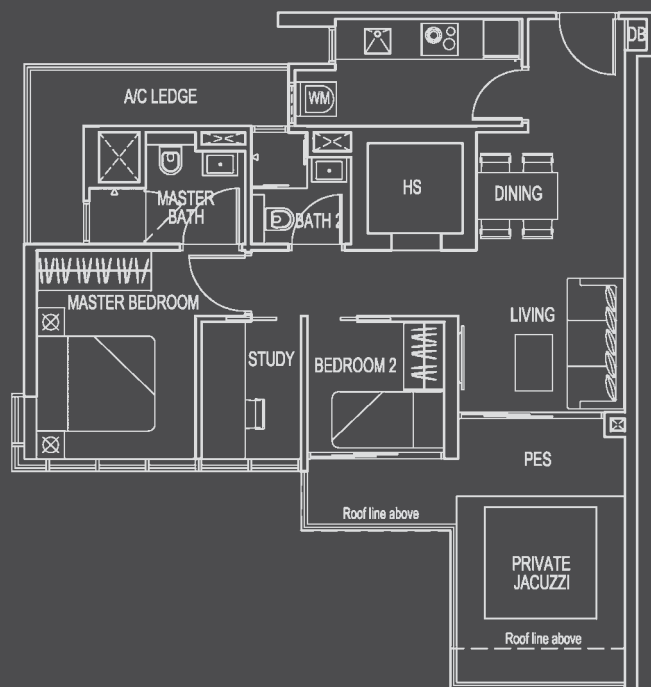 DB
A/C LEDGE
WM
MASTER
BATH
BATH 2
HS
DINING
MASTER BEDROOM
LIVING
STUDY
BEDROOM 2
PES
Roof line above
PRIVATE
JACUZZI
Roof line above